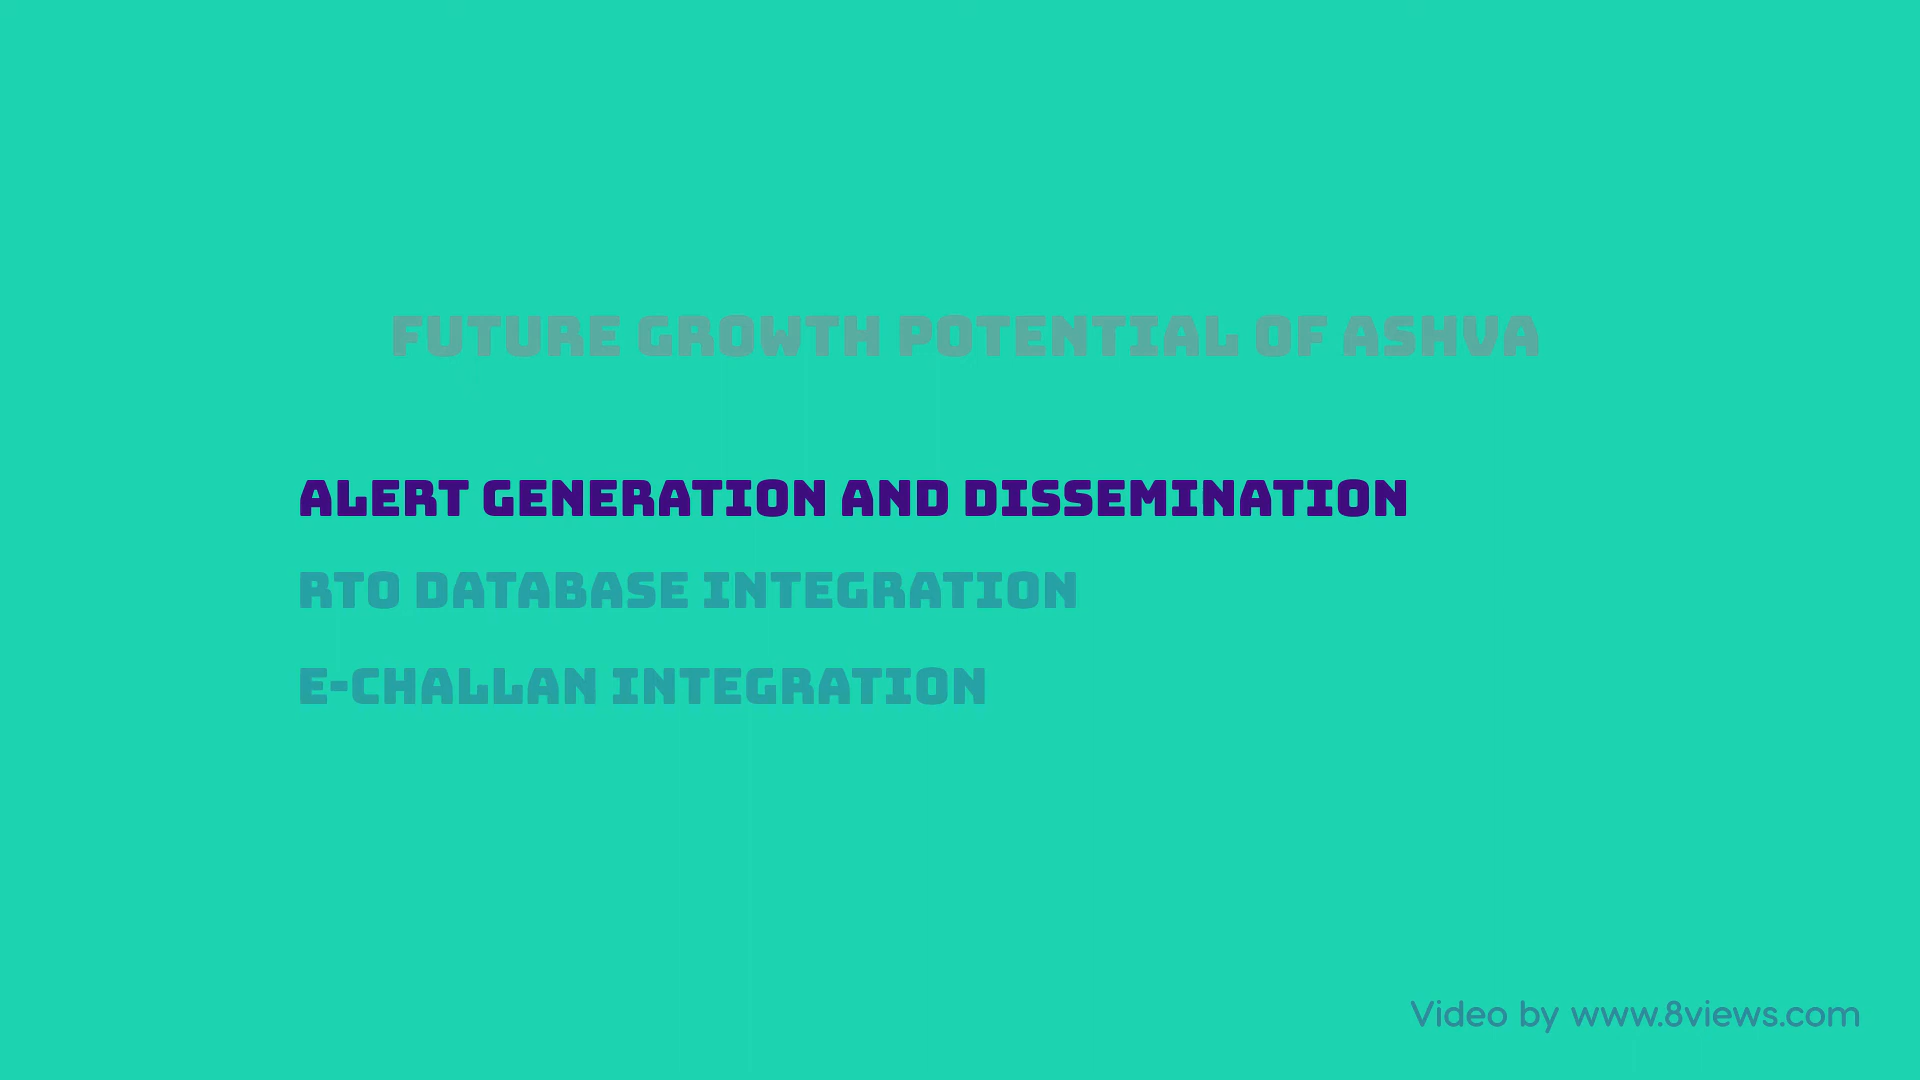 FUTURE GROWTH POTENTIAL OF ASHVA
ALERT GENERATION AND DISSEMINATION
RTO DATABASE INTEGRATION
E-CHALLAN INTEGRATION
Video by www.8views.com